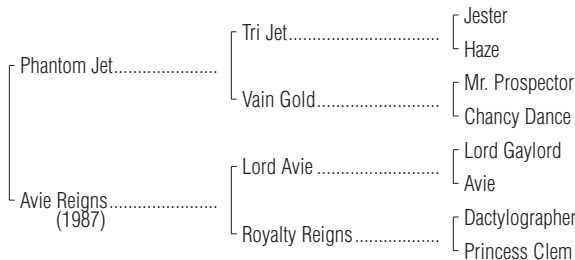 Jester
Tri Jet..................................
Haze
Phantom Jet.......................
Mr. Prospector
Vain Gold...........................
Chancy Dance
Lord Gaylord
Lord Avie ...........................
Avie
Avie Reigns........................
(1987)
Dactylographer
Royalty Reigns ..................
Princess Clem